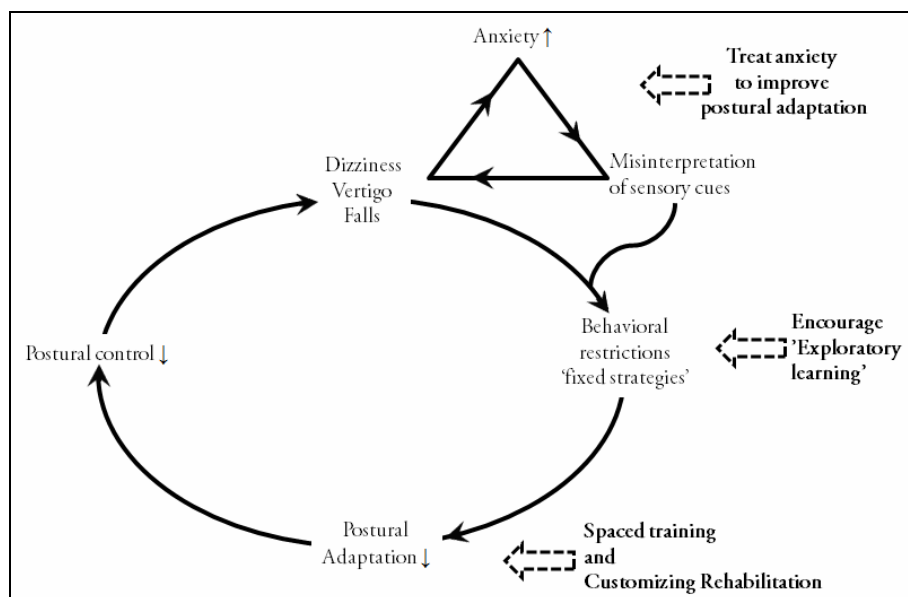 Anxiety ↑
Treat anxiety
to improve
postural adaptation
Dizziness
Vertigo
Falls
Misinterpretation
of sensory cues
Postural control ↓
Behavioral
restrictions
‘fixed strategies’
Encourage
’Exploratory
learning’
Postural
Adaptation ↓
Spaced training
and
Customizing Rehabilitation